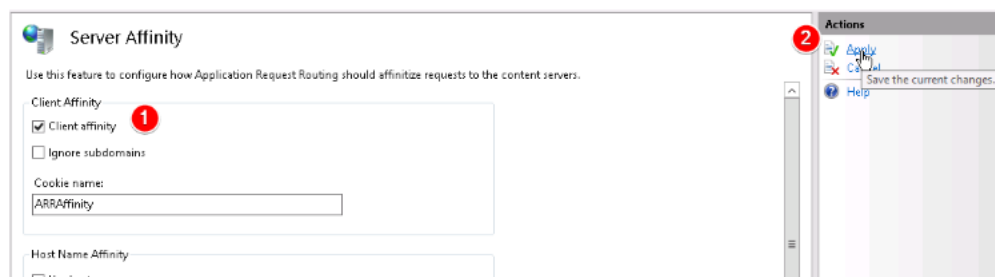 Server Affinity
Use this feature to configure how Application Request Routing should affinitize requests to the content servers.
Client Affinity
Client affinity
1
Ignore subdomains
Cookie name:
ARRAffinity
Host Name Affinity
Actions
2
Apply
Save the current changes.
Help